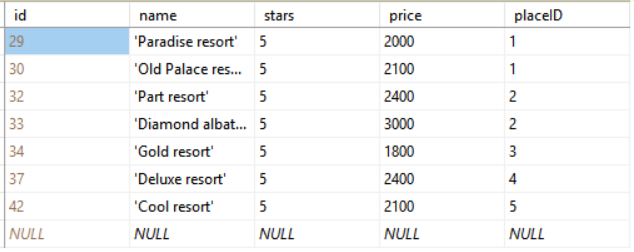 id name stars price placeID
29 'Paradise resort' 5 2000 1
30 'Old Palace res... 5 2100 1
32 'Part resort' 5 2400 2
33 'Diamond albat... 5 3000 2
34 'Gold resort' 5 1800 3
37 'Deluxe resort' 5 2400 4
42 'Cool resort' 5 2100 5
NULL NULL NULL NULL NULL